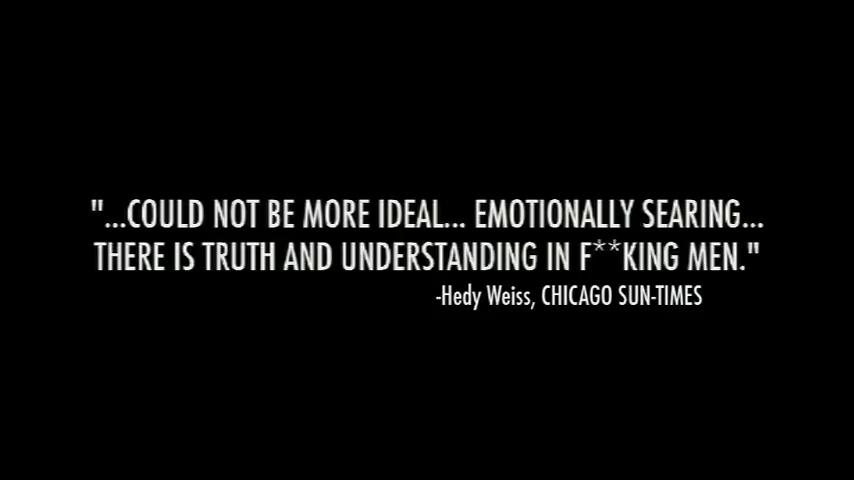 "...COULD NOT BE MORE IDEAL... EMOTIONALLY SEARING...
THERE IS TRUTH AND UNDERSTANDING IN F**KING MEN."
-Hedy Weiss, CHICAGO SUN-TIMES